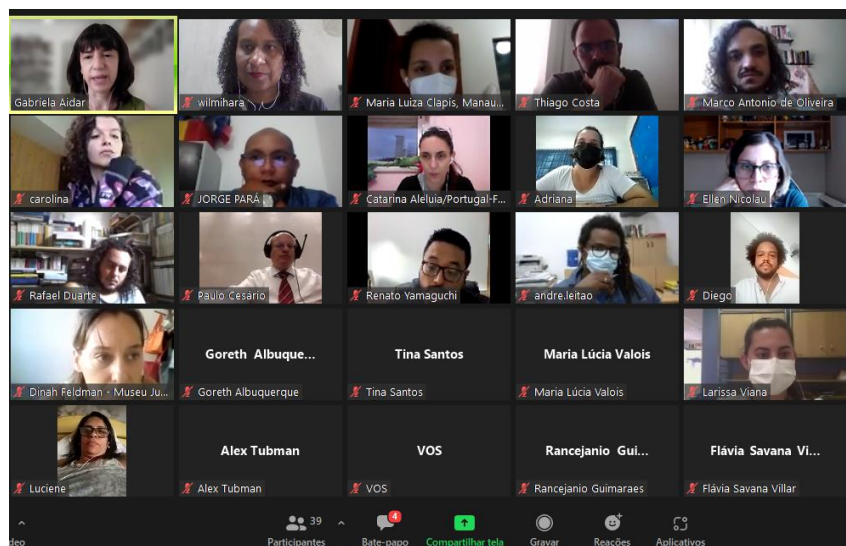 Gabriela Aidar
wilmihara
Maria Luiza Clapis, Manau...
Thiago Costa
Marco Antonio de Oliveira
carolina
JORGE PARÁ
Catarina Aleluia/Portugal-F...
Adriana
Ellen Nicolau
Rafael Duarte
Paulo Cesário
Renato Yamaguchi
andre.leitao
Diego
Dinah Feldman - Museu Ju...
Goreth Albuque...
Goreth Albuquerque
Tina Santos
Tina Santos
Maria Lúcia Valois
Maria Lúcia Valois
Larissa Viana
Luciene
Alex Tubman
Alex Tubman
VOS
VOS
Rancejanio Gui...
Rancejanio Guimaraes
Flávia Savana Vi...
Flávia Savana Villar
deo
39
Participantes
4
Bate-papo
Compartilhar tela
Gravar
Reações
Aplicativos